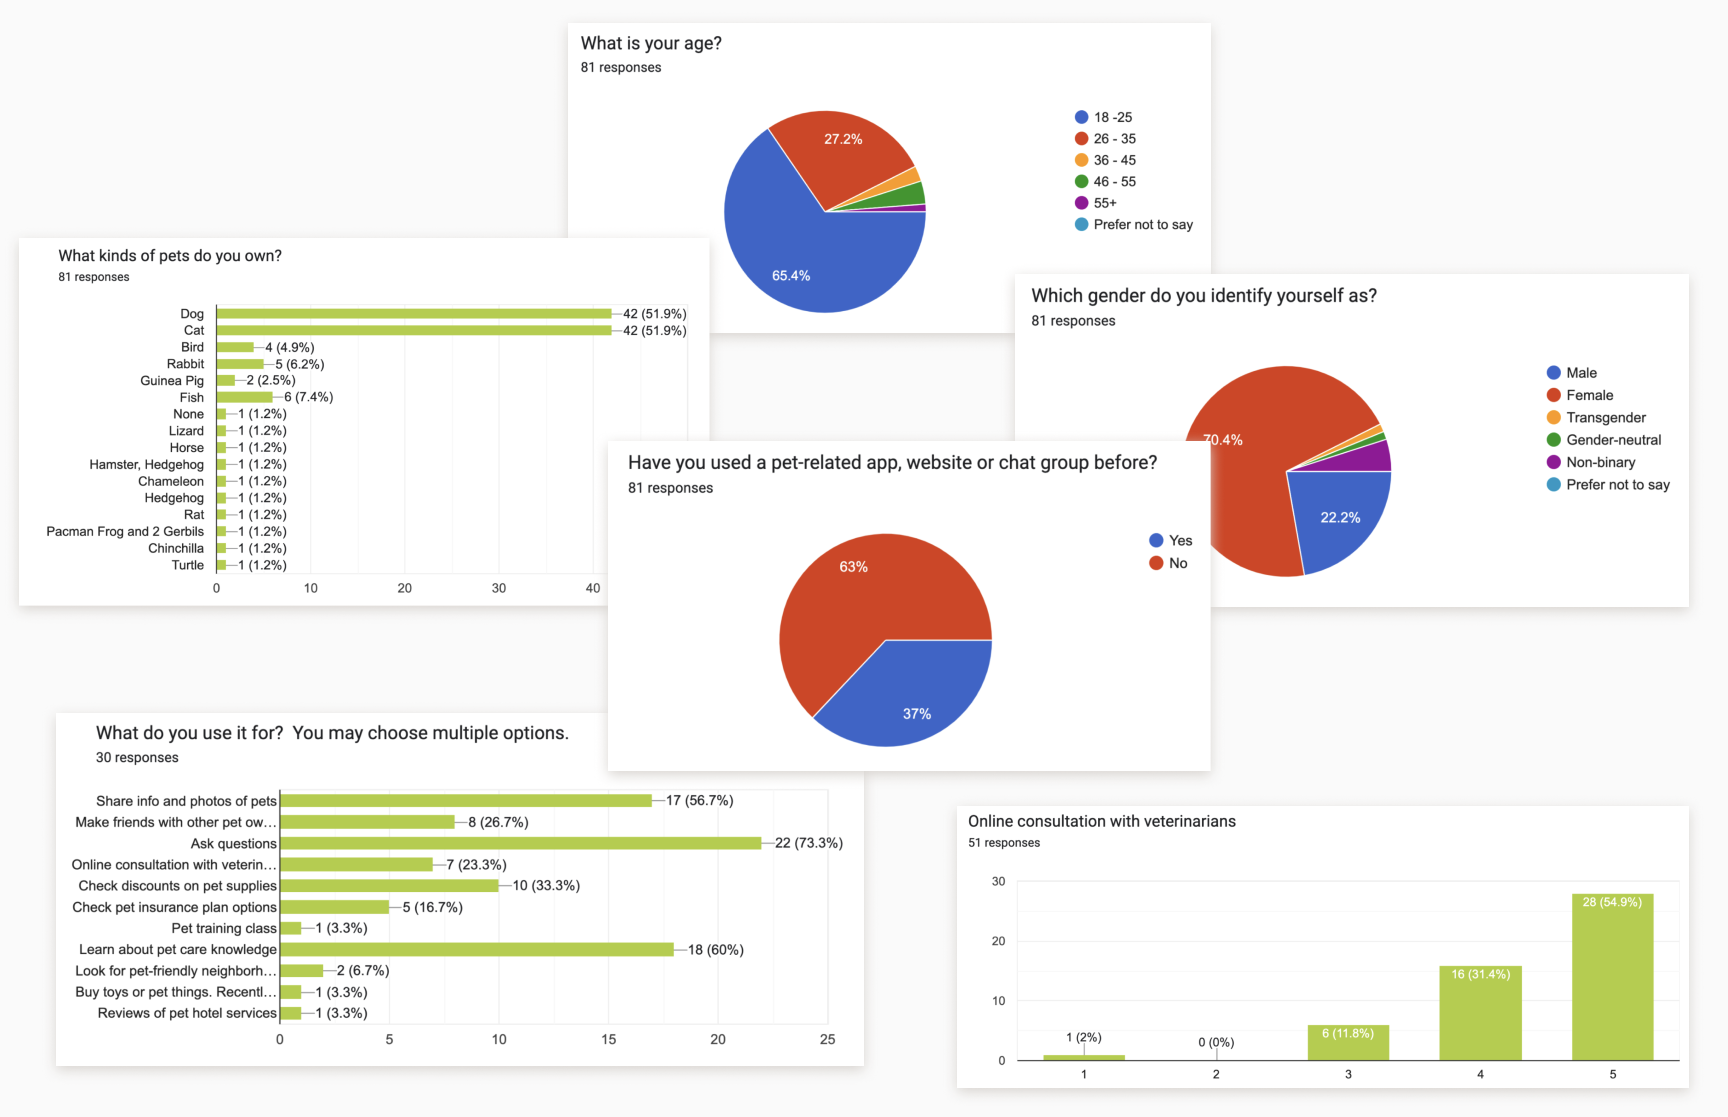 What is your age?
81 responses
27.2%
65.4%
18 -25
26 - 35
36 - 45
46 - 55
55+
Prefer not to say
What kinds of pets do you own?
81 responses
Dog 42 (51.9%)
Cat 42 (51.9%)
Bird 4 (4.9%)
Rabbit 5 (6.2%)
Guinea Pig 2 (2.5%)
Fish 6 (7.4%)
None 1 (1.2%)
Lizard 1 (1.2%)
Horse 1 (1.2%)
Hamster, Hedgehog 1 (1.2%)
Chameleon 1 (1.2%)
Hedgehog 1 (1.2%)
Rat 1 (1.2%)
Pacman Frog and 2 Gerbils 1 (1.2%)
Chinchilla 1 (1.2%)
Turtle 1 (1.2%)
0 10 20 30 40
Which gender do you identify yourself as?
81 responses
70.4%
22.2%
Male
Female
Transgender
Gender-neutral
Non-binary
Prefer not to say
Have you used a pet-related app, website or chat group before?
81 responses
63%
37%
Yes
No
What do you use it for?  You may choose multiple options.
30 responses
Share info and photos of pets 17 (56.7%)
Make friends with other pet ow... 8 (26.7%)
Ask questions 22 (73.3%)
Online consultation with veterin... 7 (23.3%)
Check discounts on pet supplies 10 (33.3%)
Check pet insurance plan options 5 (16.7%)
Pet training class 1 (3.3%)
Learn about pet care knowledge 18 (60%)
Look for pet-friendly neighborh... 2 (6.7%)
Buy toys or pet things. Recentl... 1 (3.3%)
Reviews of pet hotel services 1 (3.3%)
0 5 10 15 20 25
Online consultation with veterinarians
51 responses
30
20
10
0
1 (2%)
0 (0%)
6 (11.8%)
16 (31.4%)
28 (54.9%)
1 2 3 4 5